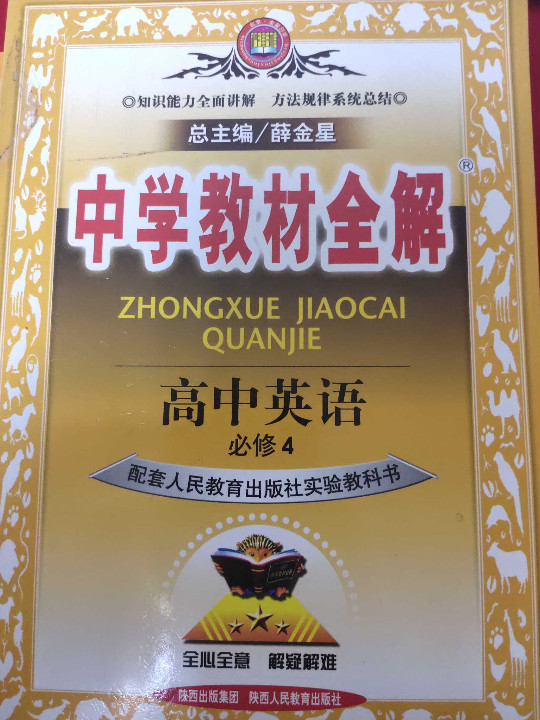 ◎知识能力全面讲解 方法规律系统总结◎
总主编/薛金星
中学教材全解®
ZHONGXUE JIAOCAI
QUANJIE
高中英语
必修4
配套人民教育出版社实验教科书
全心全意 解疑解难
陕西出版集团 陕西人民教育出版社